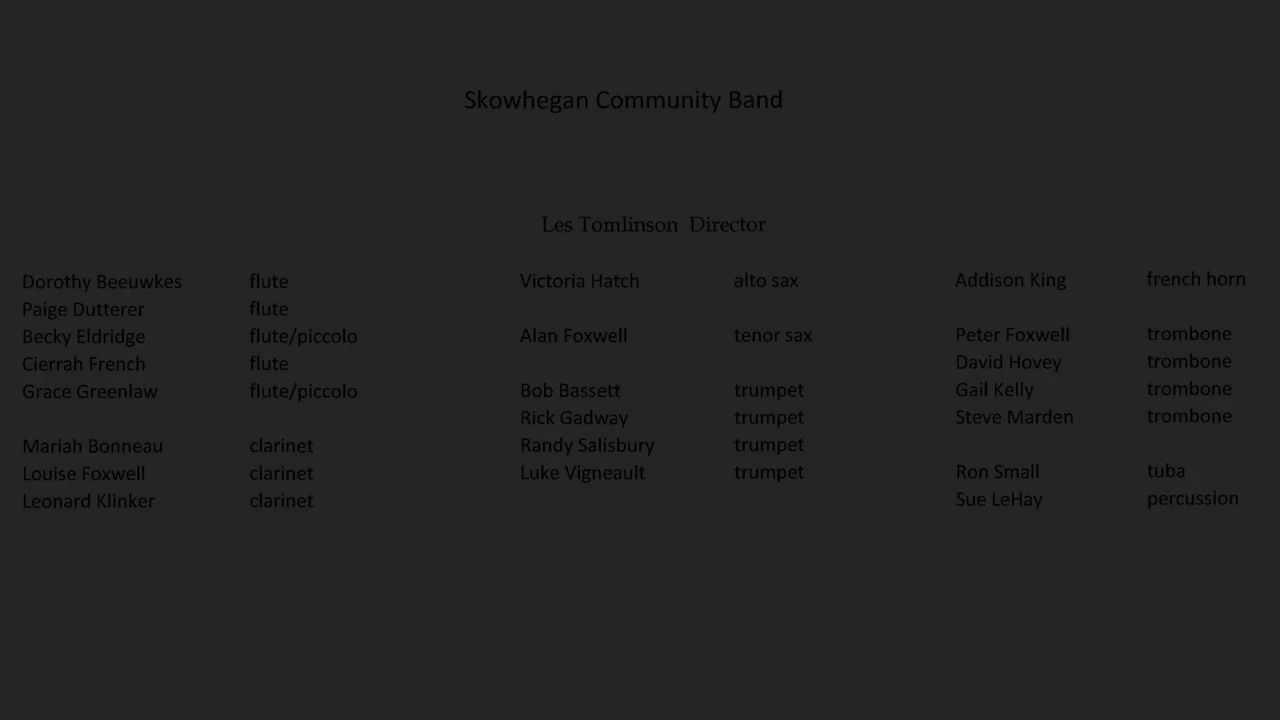 Skowhegan Community Band
Les Tomlinson Director
Dorothy Beeuwkes flute
Paige Dutterer flute
Becky Eldridge flute/piccolo
Cierrah French flute
Grace Greenlaw flute/piccolo
Mariah Bonneau clarinet
Louise Foxwell clarinet
Leonard Klinker clarinet
Victoria Hatch alto sax
Alan Foxwell tenor sax
Bob Bassett trumpet
Rick Gadway trumpet
Randy Salisbury trumpet
Luke Vigneault trumpet
Addison King french horn
Peter Foxwell trombone
David Hovey trombone
Gail Kelly trombone
Steve Marden trombone
Ron Small tuba
Sue LeHay percussion